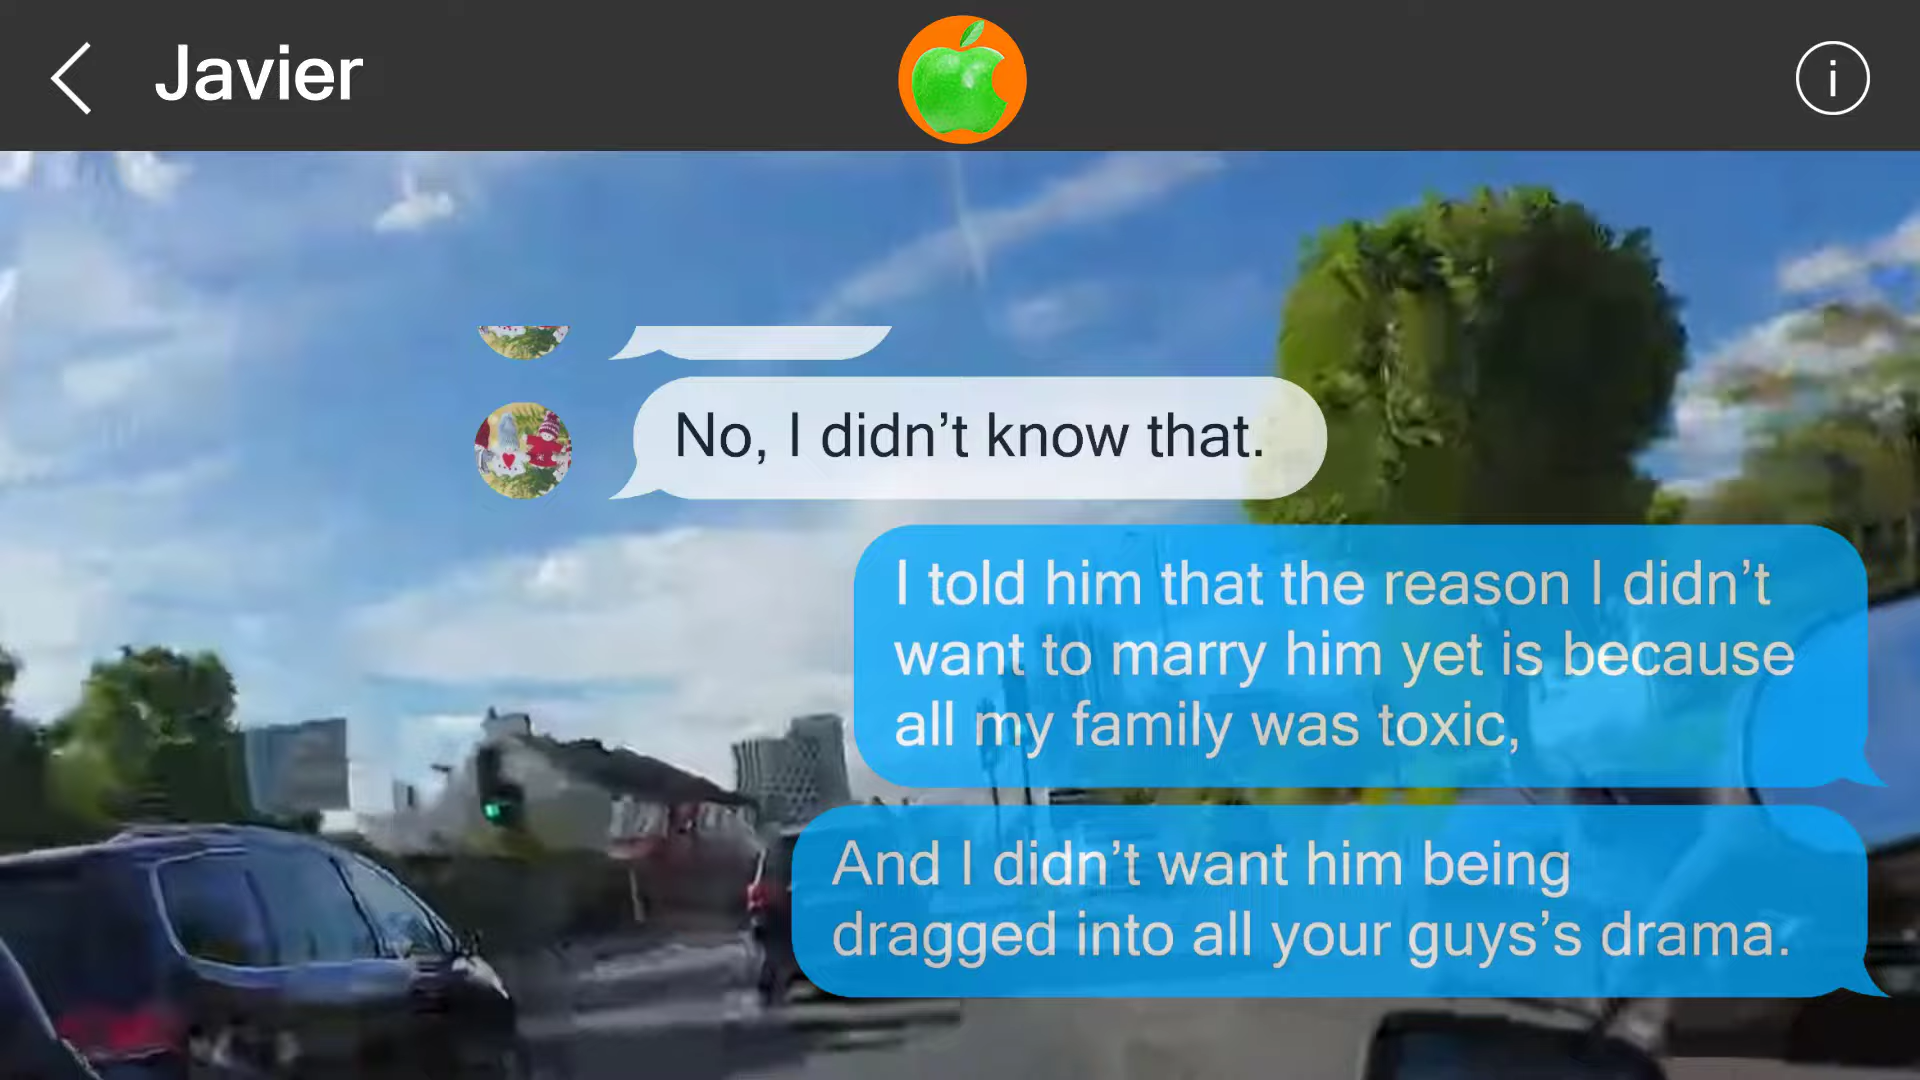 Javier
i
No, I didn’t know that.
I told him that the reason I didn’t
want to marry him yet is because
all my family was toxic,
And I didn’t want him being
dragged into all your guys’s drama.